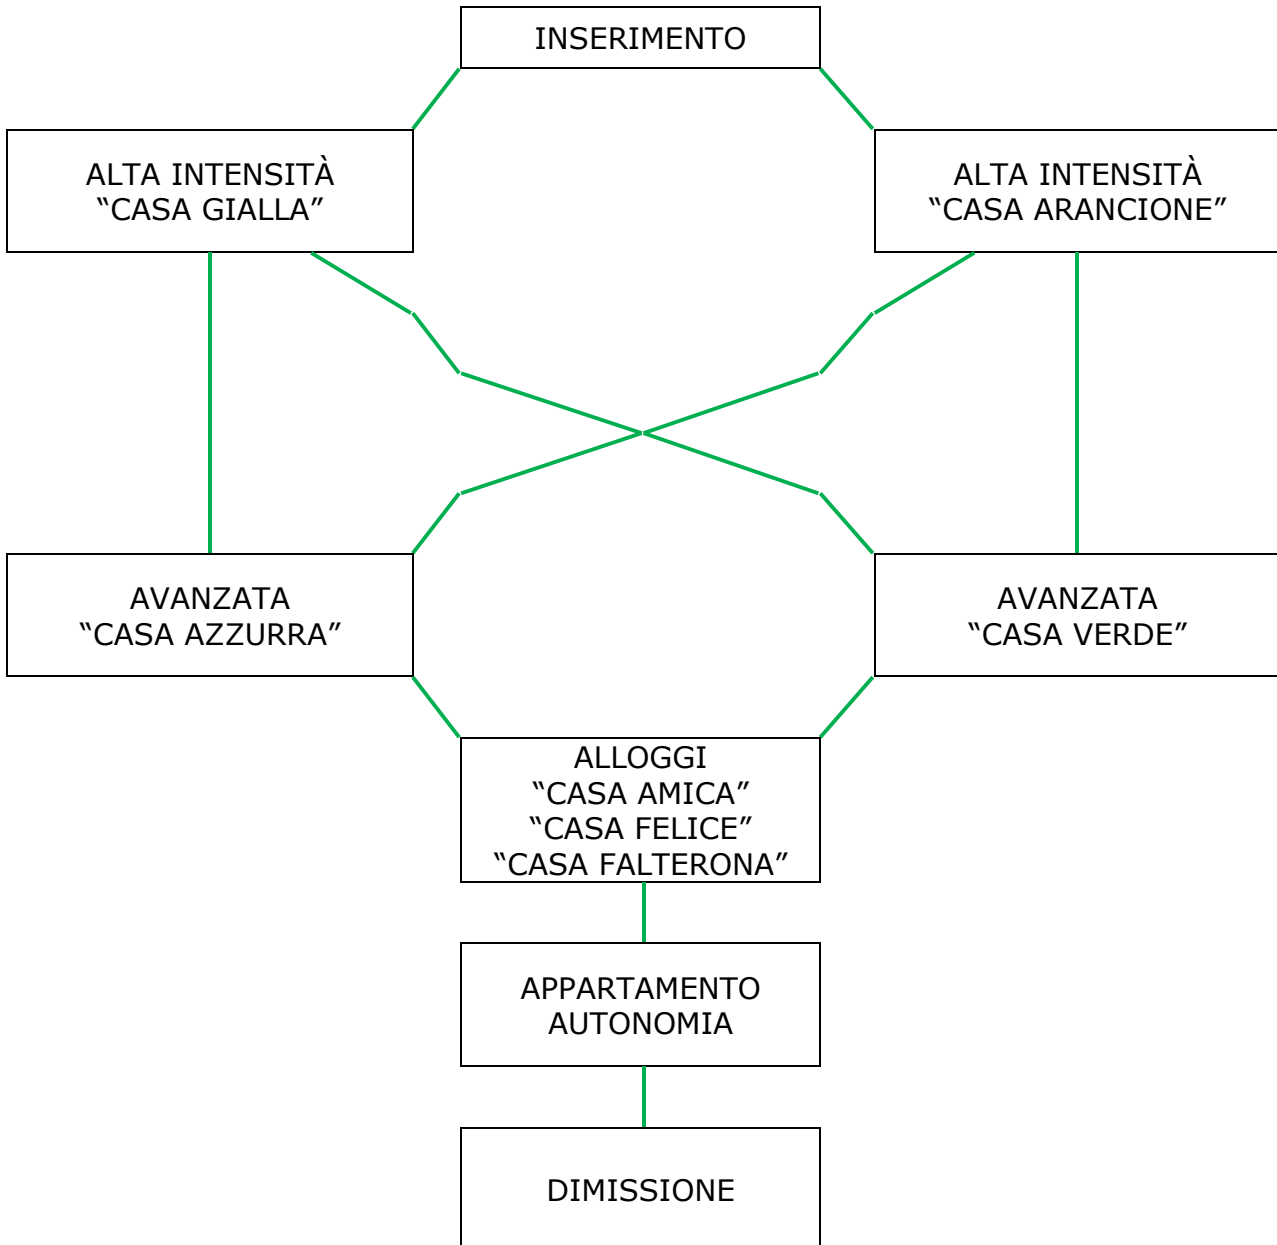 INSERIMENTO
ALTA INTENSITÀ
“CASA GIALLA”
ALTA INTENSITÀ
“CASA ARANCIONE”
AVANZATA
“CASA AZZURRA”
AVANZATA
“CASA VERDE”
ALLOGGI
“CASA AMICA”
“CASA FELICE”
“CASA FALTERONA”
APPARTAMENTO
AUTONOMIA
DIMISSIONE